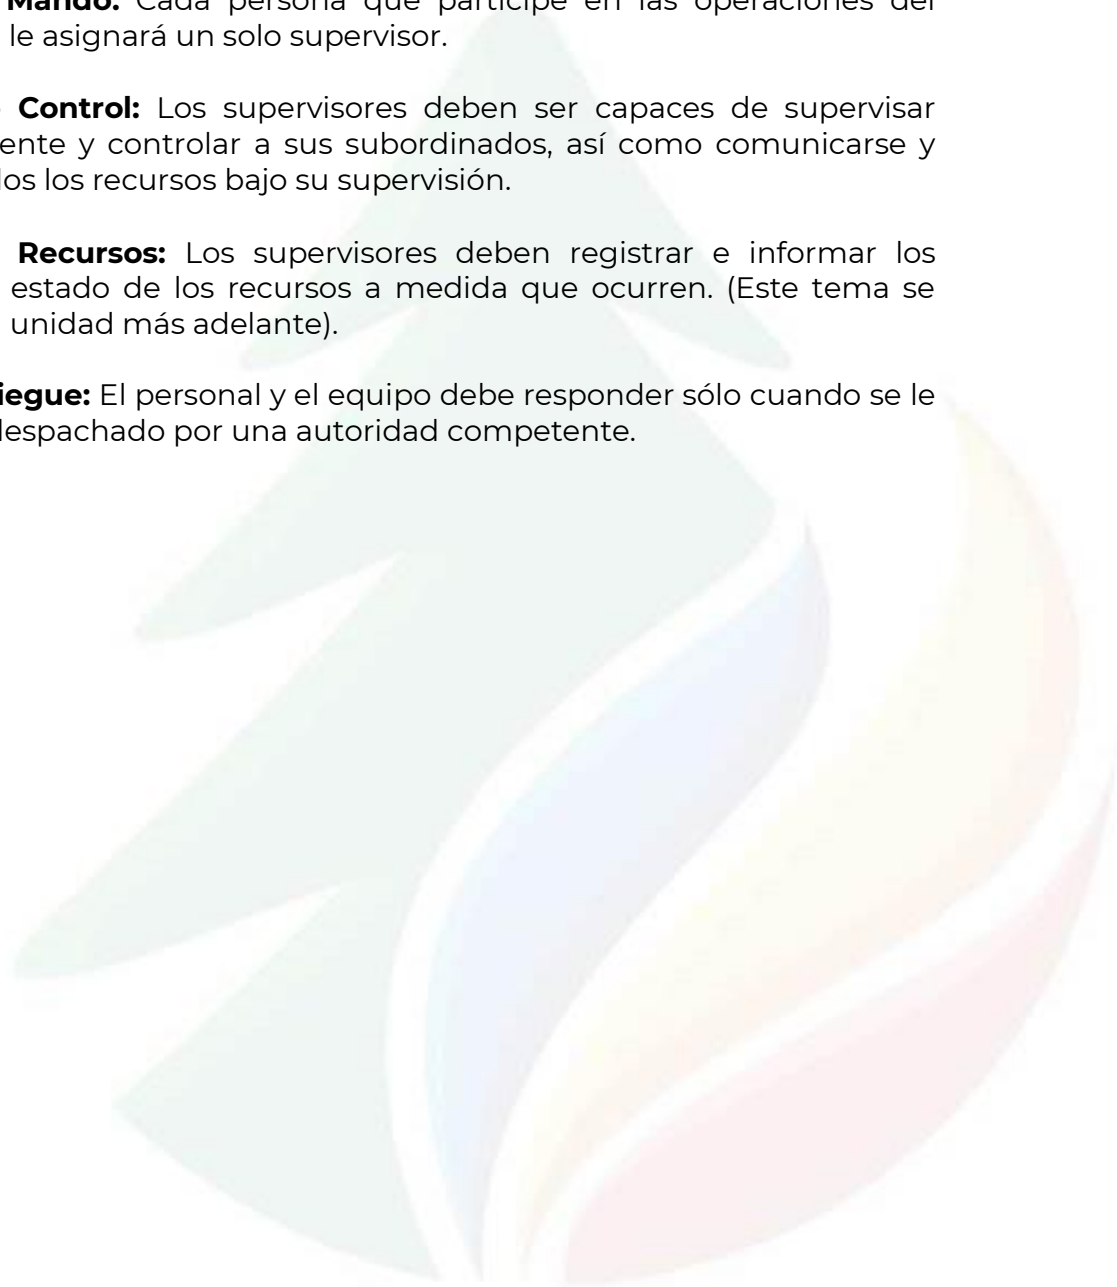 Mando: Cada persona que participe en las operaciones del
le asignará un solo supervisor.
Control: Los supervisores deben ser capaces de supervisar
ente y controlar a sus subordinados, así como comunicarse y
los los recursos bajo su supervisión.
Recursos: Los supervisores deben registrar e informar los
estado de los recursos a medida que ocurren. (Este tema se
unidad más adelante).
iegue: El personal y el equipo debe responder sólo cuando se le
despachado por una autoridad competente.